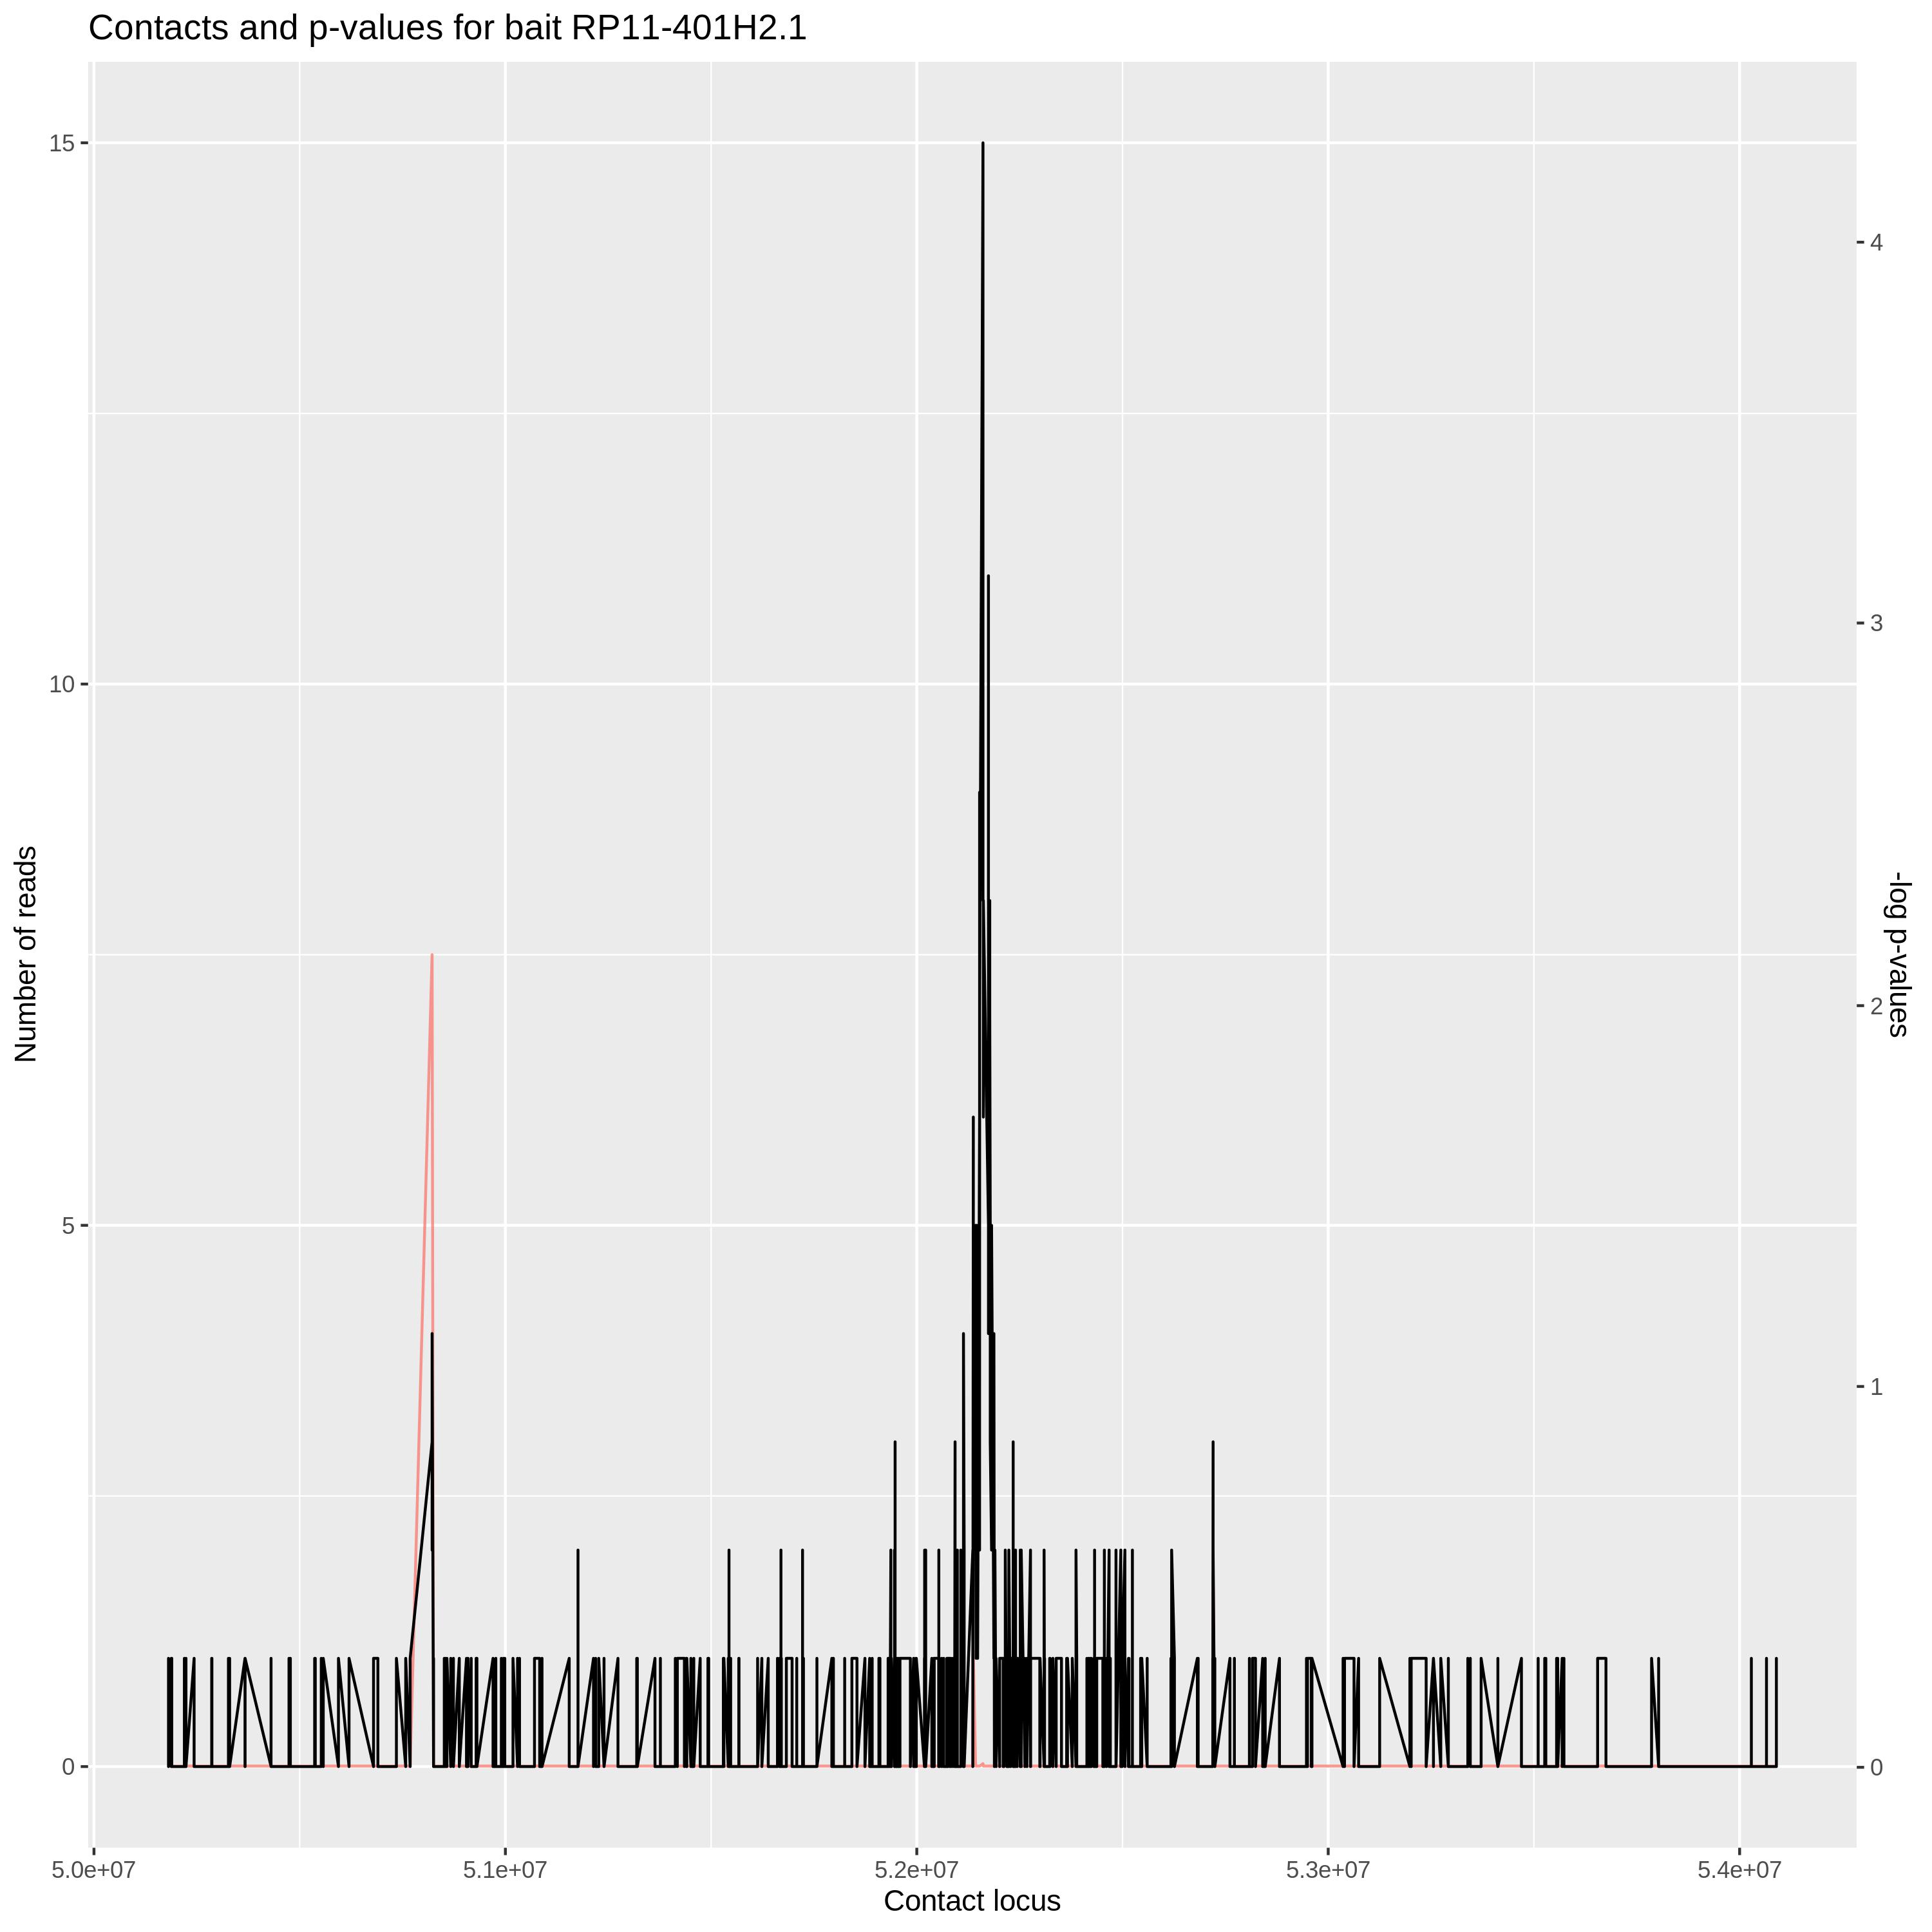 Contacts and p-values for bait RP11-401H2.1
15
10
5
0
Number of reads
4
3
2
1
0
-log p-values
5.0e+07 5.1e+07 5.2e+07 5.3e+07 5.4e+07
Contact locus